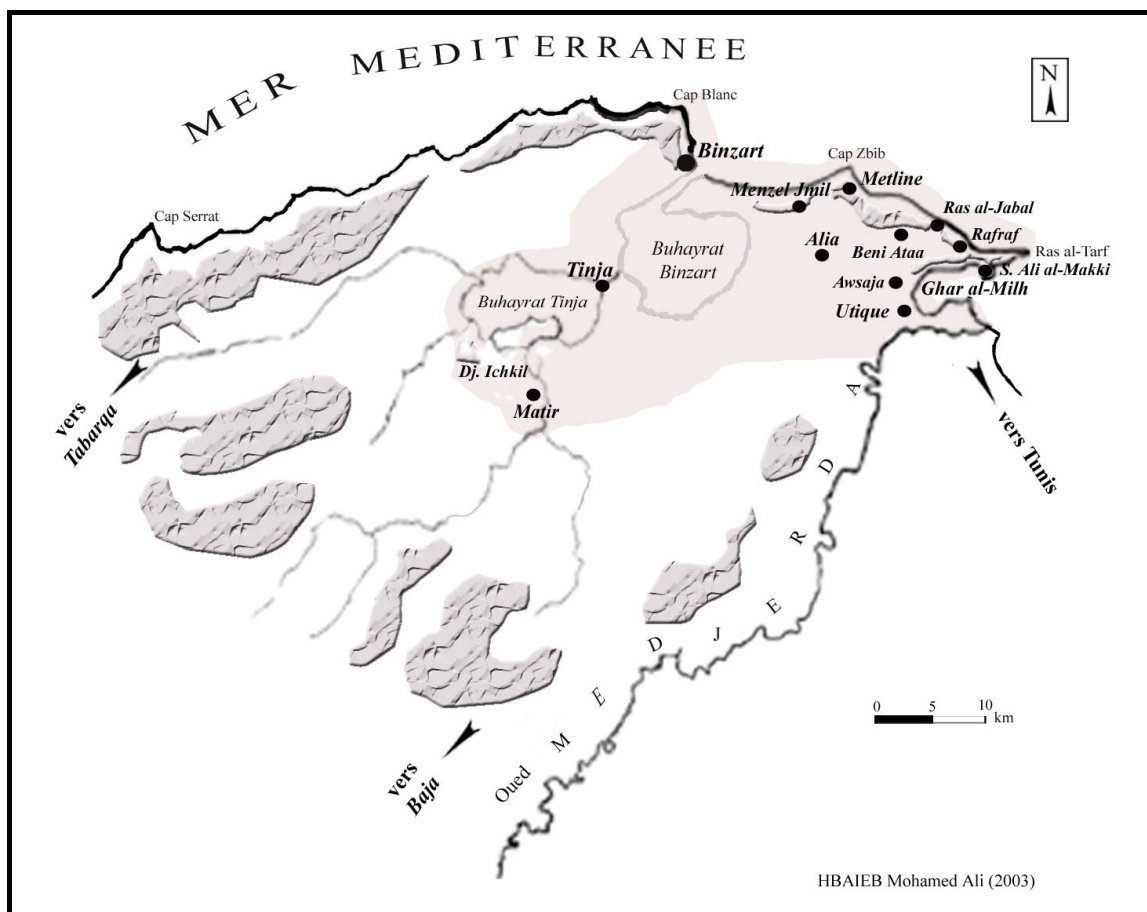 MER MEDITERRANEE
N
Cap Blanc
Binzart
Cap Zbib
Metline
Menzel Jmil
Cap Serrat
Ras al-Jabal
Rafraf
Alia
Beni Ataa
Ras al-Tarf
Buhayrat
Binzart
Tinja
S. Ali al-Makki
Awsaja
Ghar al-Milh
Buhayrat Tinja
Utique
Dj. Ichkil
Matir
vers
Tabarqa
vers Tunis
Oued MEDJERDA
vers
Baja
0 5 10
km
HBAIEB Mohamed Ali (2003)